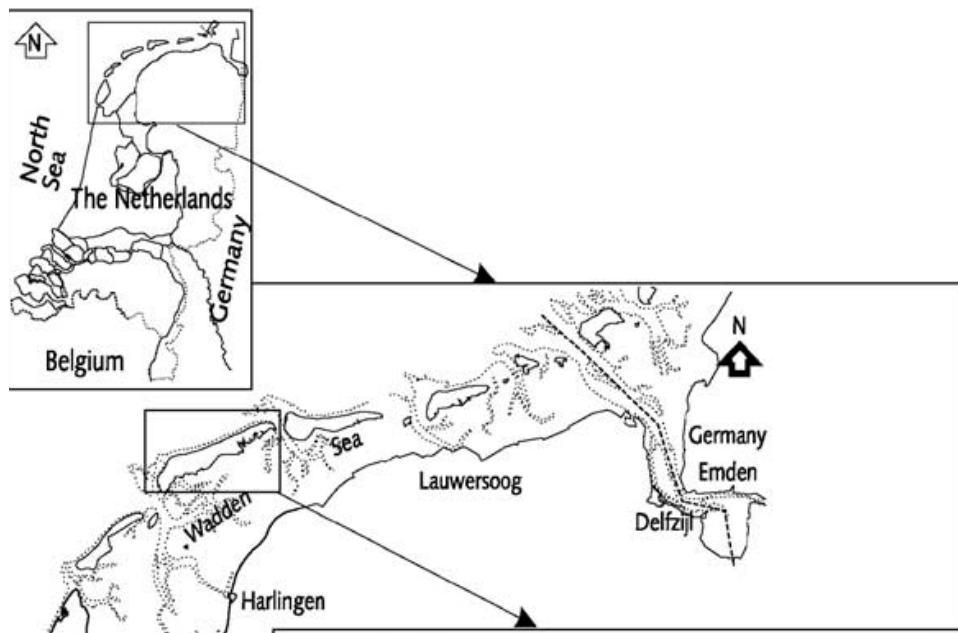 N
North
Sea
The Netherlands
Germany
Belgium
N
Germany
Emden
Sea
Lauwersoog
Delfzijl
Wadden
Harlingen